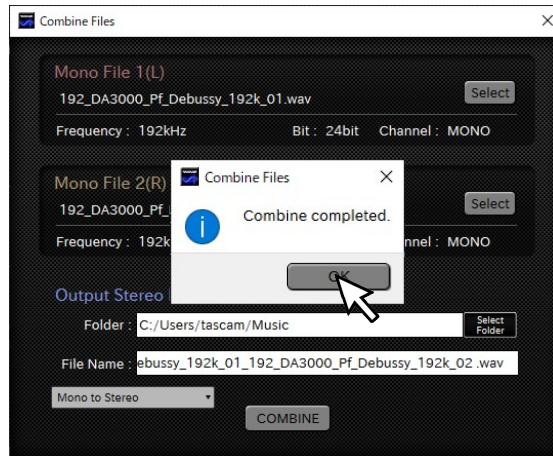 Combine Files
Mono File 1(L)
192_DA3000_Pf_Debussy_192k_01.wav
Select
Frequency : 192kHz Bit : 24bit Channel : MONO
Mono File 2(R)
192_DA3000_Pf_
Select
Frequency : 192k
nnel : MONO
Combine Files
Combine completed.
OK
Output Stereo
Folder : C:/Users/tascam/Music
Select
Folder
File Name : ebussy_192k_01_192_DA3000_Pf_Debussy_192k_02 .wav
Mono to Stereo
COMBINE